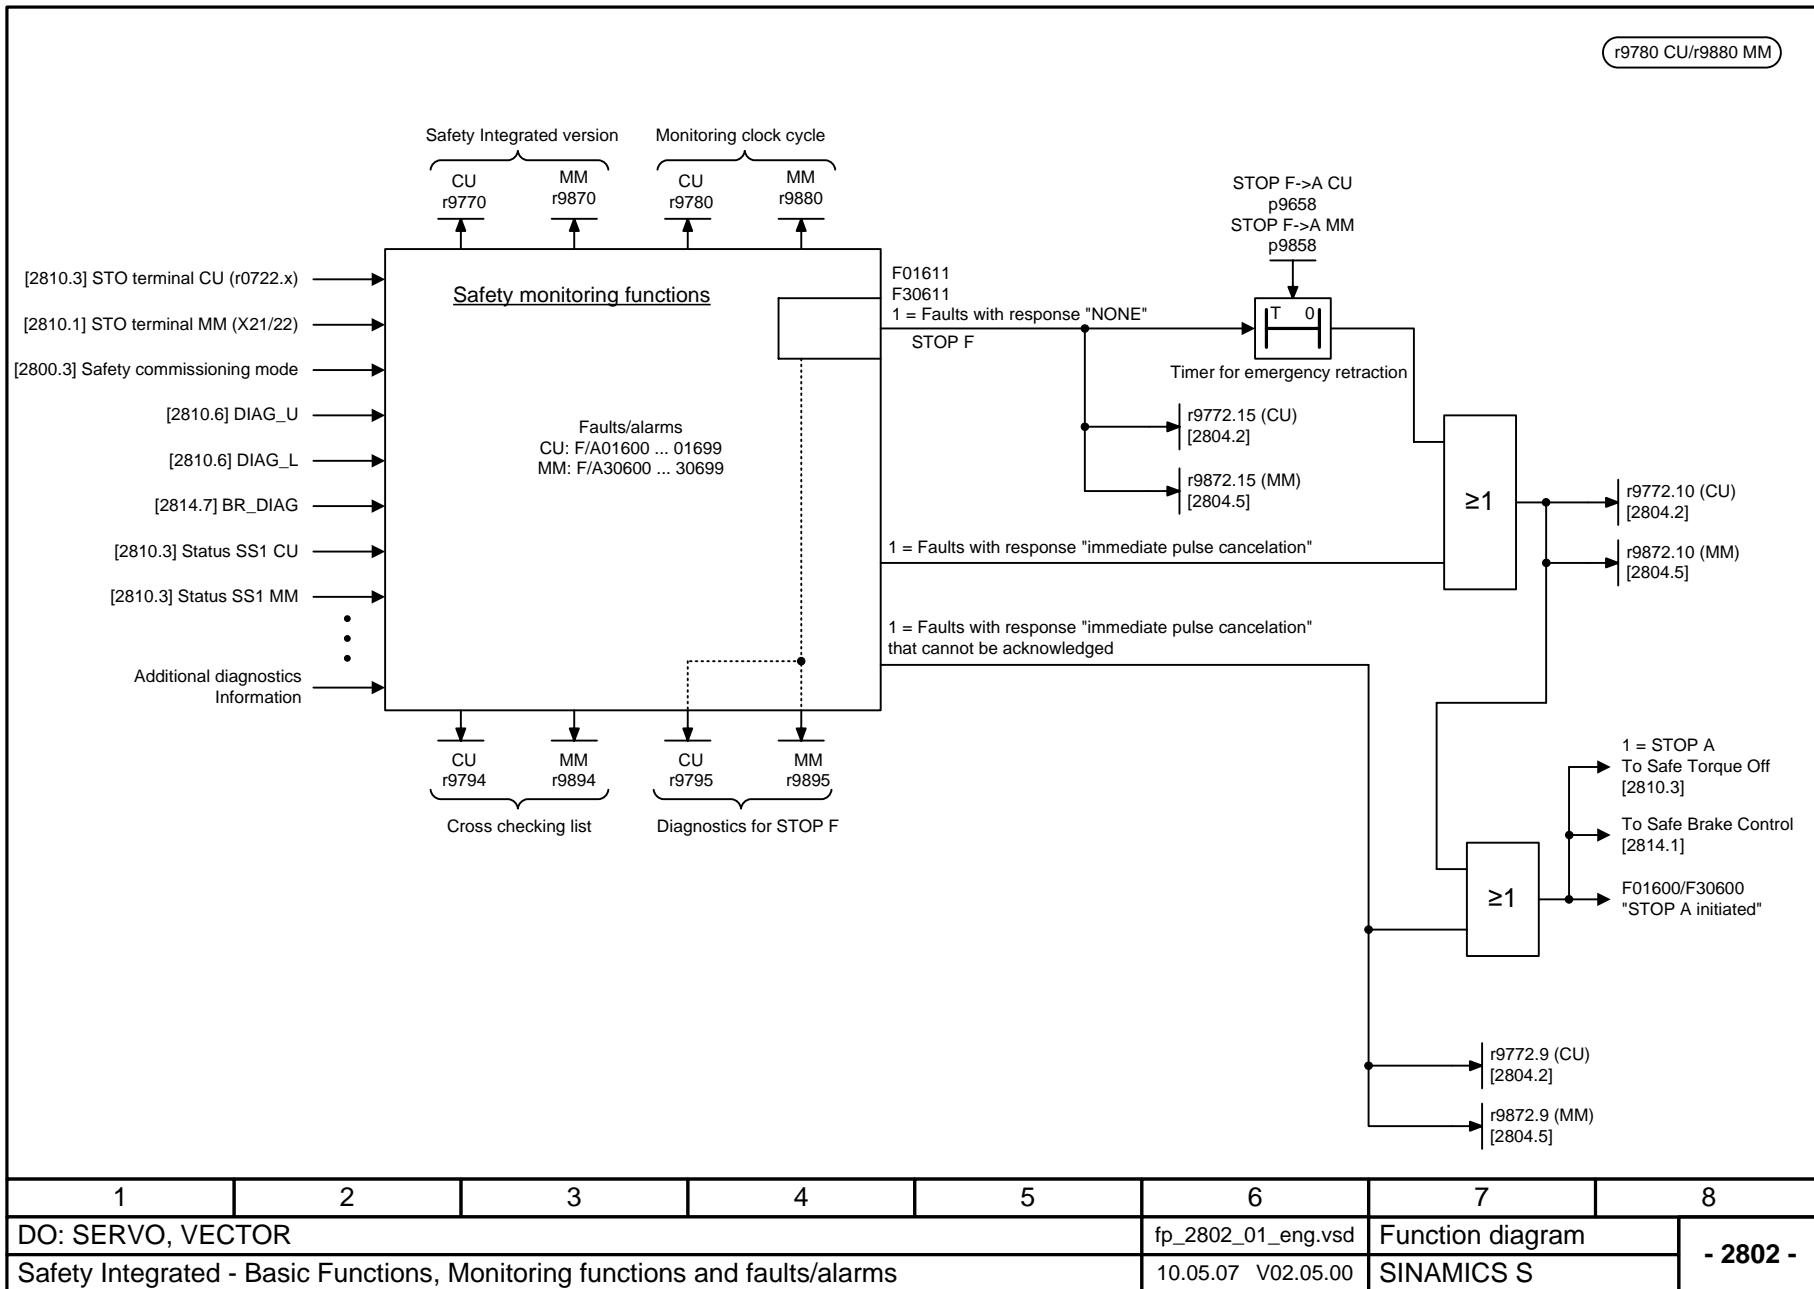 r9780 CU/r9880 MM
Safety Integrated version
Monitoring clock cycle
CU
r9770
MM
r9870
CU
r9780
MM
r9880
STOP F->A CU
p9658
STOP F->A MM
p9858
[2810.3] STO terminal CU (r0722.x)
[2810.1] STO terminal MM (X21/22)
[2800.3] Safety commissioning mode
[2810.6] DIAG_U
[2810.6] DIAG_L
[2814.7] BR_DIAG
[2810.3] Status SS1 CU
[2810.3] Status SS1 MM
Additional diagnostics
Information
Safety monitoring functions
Faults/alarms
CU: F/A01600 ... 01699
MM: F/A30600 ... 30699
F01611
F30611
1 = Faults with response "NONE"
STOP F
T 0
Timer for emergency retraction
r9772.15 (CU)
[2804.2]
r9872.15 (MM)
[2804.5]
≥1
r9772.10 (CU)
[2804.2]
r9872.10 (MM)
[2804.5]
1 = Faults with response "immediate pulse cancelation"
1 = Faults with response "immediate pulse cancelation"
that cannot be acknowledged
CU
r9794
MM
r9894
CU
r9795
MM
r9895
Cross checking list
Diagnostics for STOP F
1 = STOP A
To Safe Torque Off
[2810.3]
To Safe Brake Control
[2814.1]
≥1
F01600/F30600
"STOP A initiated"
r9772.9 (CU)
[2804.2]
r9872.9 (MM)
[2804.5]
1 2 3 4 5 6 7 8
DO: SERVO, VECTOR
fp_2802_01_eng.vsd
Function diagram
- 2802 -
Safety Integrated - Basic Functions, Monitoring functions and faults/alarms
10.05.07 V02.05.00
SINAMICS S